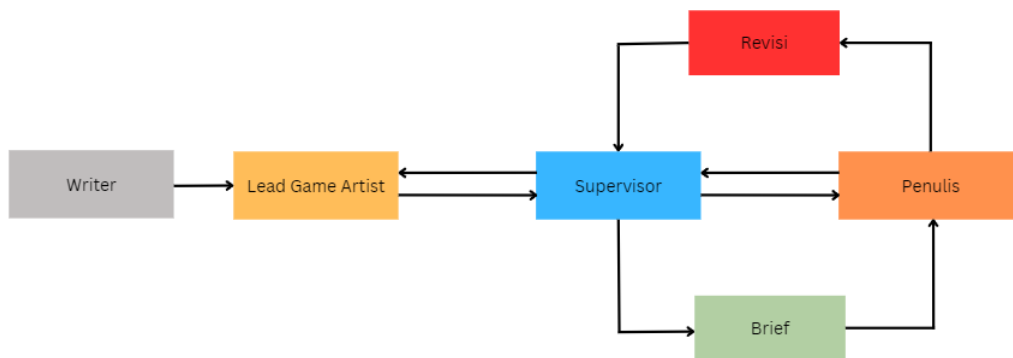 Revisi
Writer
Lead Game Artist
Supervisor
Penulis
Brief